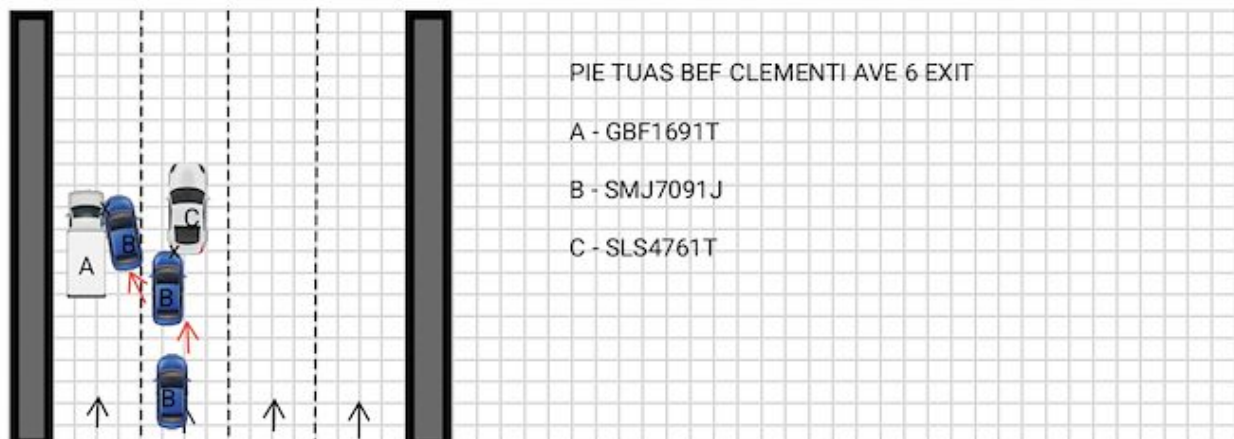 PIE TUAS BEF CLEMENTI AVE 6 EXIT
A - GBF1691T
B - SMJ7091J
C - SLS4761T
C
B
A
x
B
B